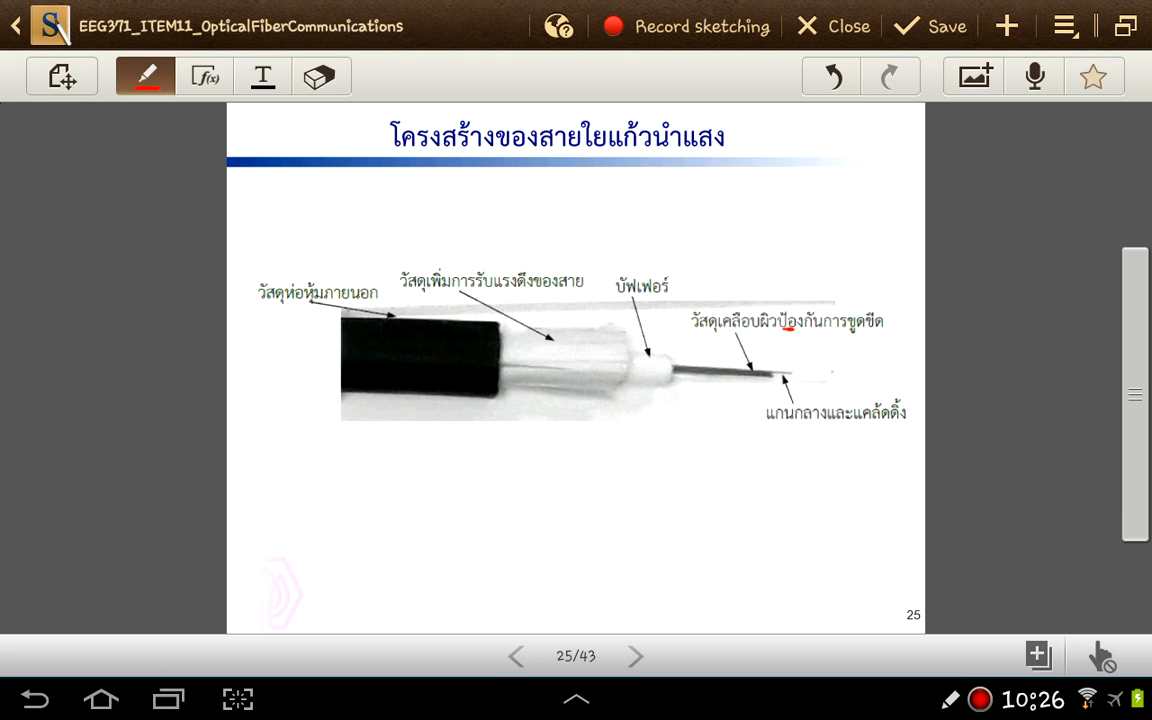 EEG371_ITEM11_OpticalFiberCommunications
Record sketching
Close
Save
f(x)
T
โครงสร้างของสายใยแก้วนำแสง
วัสดุห่อหุ้มภายนอก
วัสดุเพิ่มการรับแรงดึงของสาย
บัฟเฟอร์
วัสดุเคลือบผิวป้องกันการขูดขีด
แกนกลางและแคล้ดดิ้ง
25
25/43
10:26